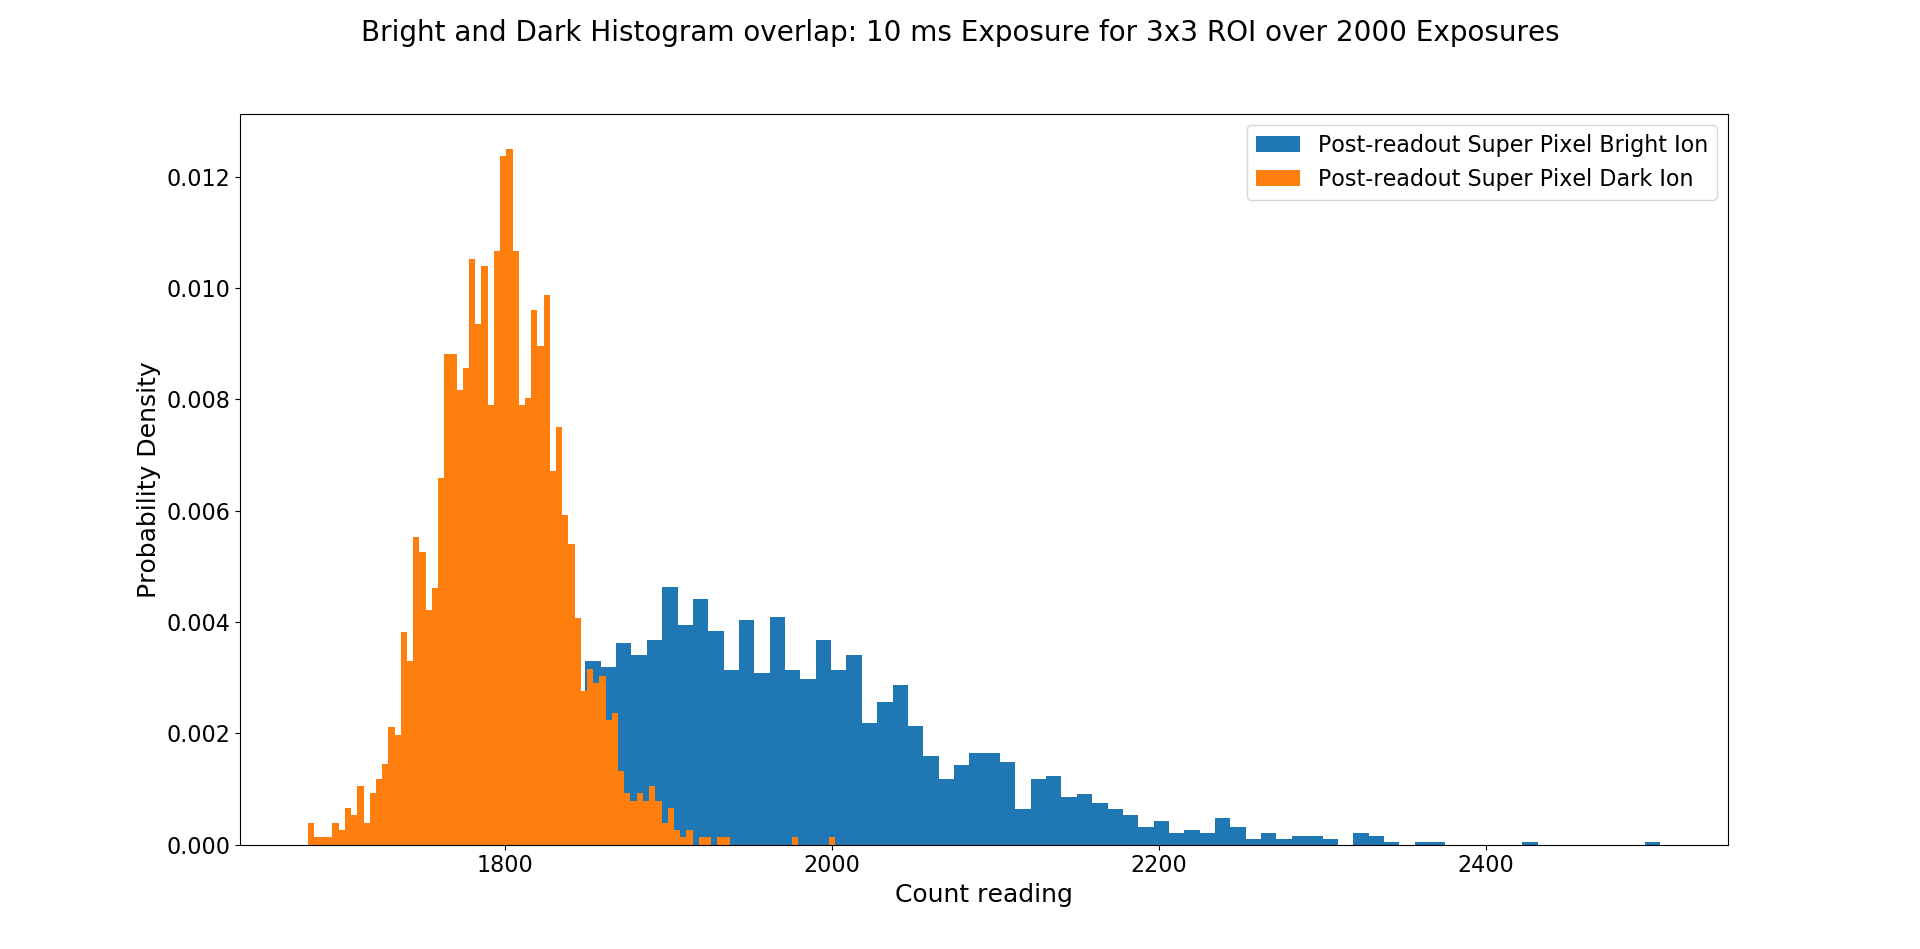 Bright and Dark Histogram overlap: 10 ms Exposure for 3x3 ROI over 2000 Exposures
Post-readout Super Pixel Bright Ion
Post-readout Super Pixel Dark Ion
Probability Density
0.012
0.010
0.008
0.006
0.004
0.002
0.000
1800 2000 2200 2400
Count reading